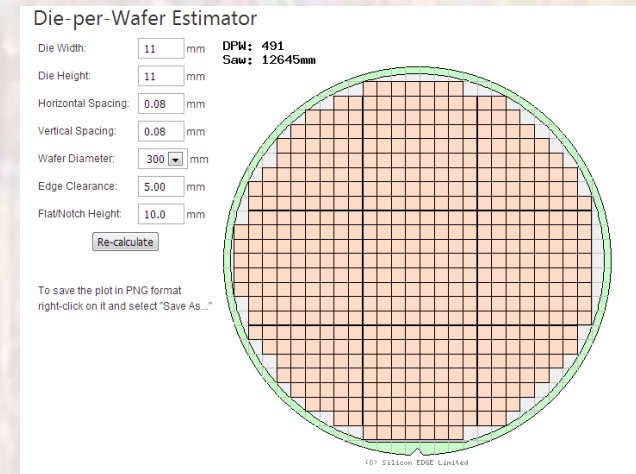 Die-per-Wafer Estimator
Die Width: 11 mm
Die Height: 11 mm
Horizontal Spacing: 0.08 mm
Vertical Spacing: 0.08 mm
Wafer Diameter: 300 mm
Edge Clearance: 5.00 mm
Flat/Notch Height: 10.0 mm
Re-calculate
To save the plot in PNG format
right-click on it and select "Save As..."
DPW: 491
Saw: 12645mm
(C) Silicon EDGE Limited